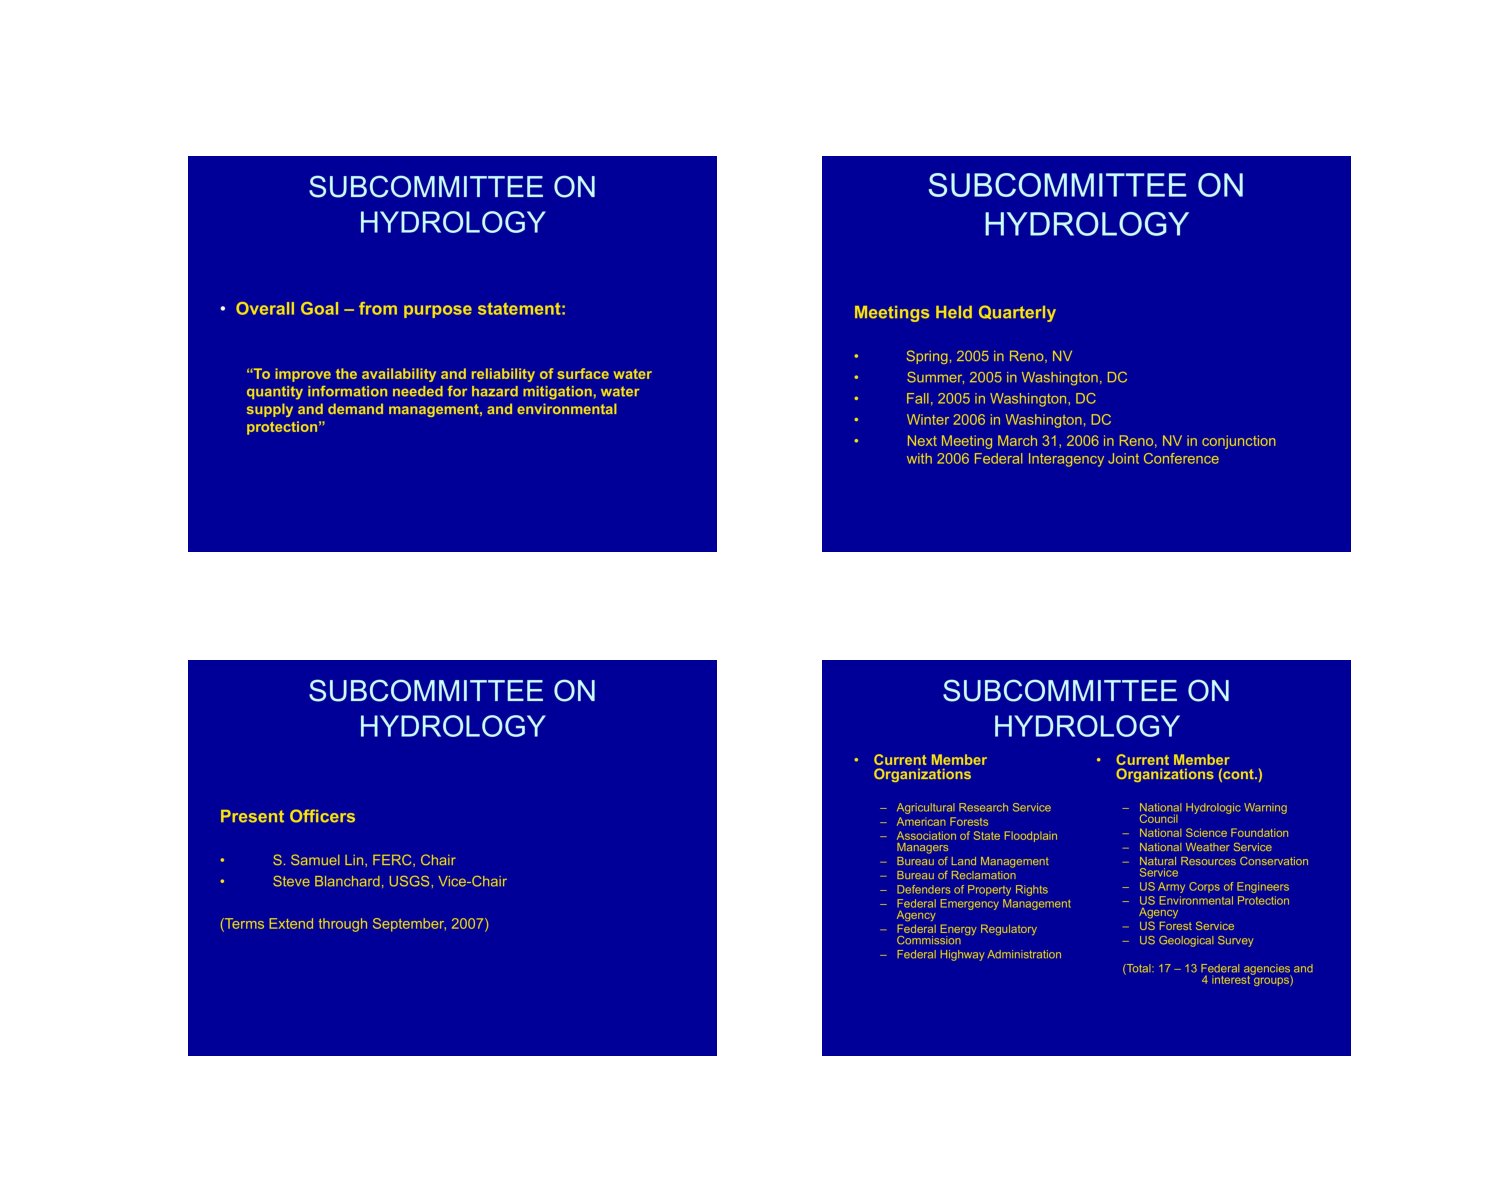 SUBCOMMITTEE ON
HYDROLOGY
• Overall Goal – from purpose statement:
“To improve the availability and reliability of surface water
quantity information needed for hazard mitigation, water
supply and demand management, and environmental
protection”
SUBCOMMITTEE ON
HYDROLOGY
Meetings Held Quarterly
• Spring, 2005 in Reno, NV
• Summer, 2005 in Washington, DC
• Fall, 2005 in Washington, DC
• Winter 2006 in Washington, DC
• Next Meeting March 31, 2006 in Reno, NV in conjunction
with 2006 Federal Interagency Joint Conference
SUBCOMMITTEE ON
HYDROLOGY
Present Officers
• S. Samuel Lin, FERC, Chair
• Steve Blanchard, USGS, Vice-Chair
(Terms Extend through September, 2007)
SUBCOMMITTEE ON
HYDROLOGY
• Current Member
Organizations
– Agricultural Research Service
– American Forests
– Association of State Floodplain
Managers
– Bureau of Land Management
– Bureau of Reclamation
– Defenders of Property Rights
– Federal Emergency Management
Agency
– Federal Energy Regulatory
Commission
– Federal Highway Administration
• Current Member
Organizations (cont.)
– National Hydrologic Warning
Council
– National Science Foundation
– National Weather Service
– Natural Resources Conservation
Service
– US Army Corps of Engineers
– US Environmental Protection
Agency
– US Forest Service
– US Geological Survey
(Total: 17 – 13 Federal agencies and
4 interest groups)